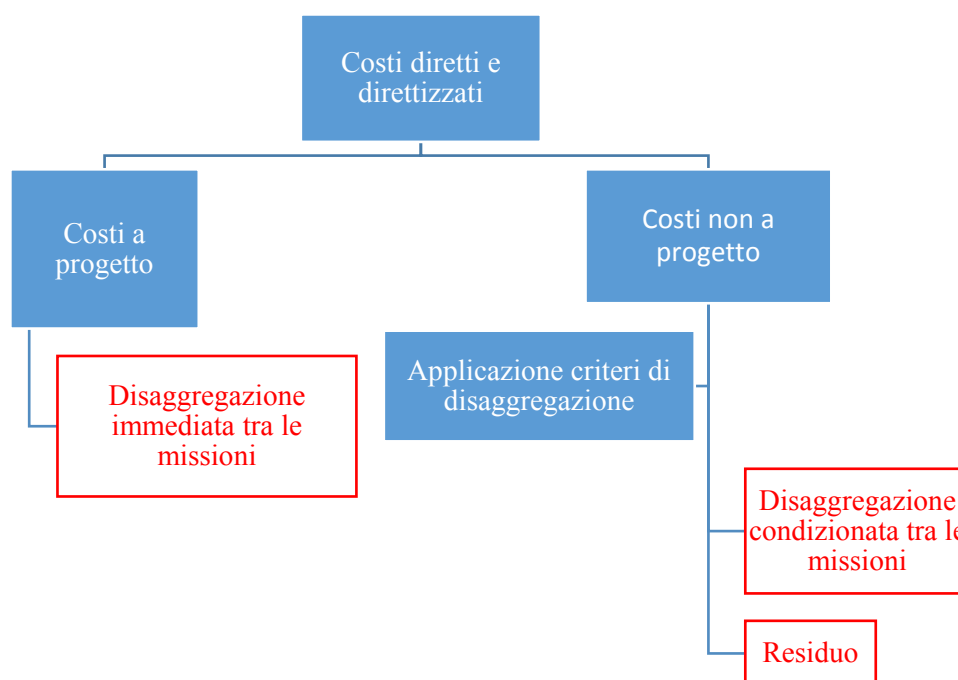 Costi diretti e
direttizzati
Costi a
progetto
Costi non a
progetto
Disaggregazione
immediata tra le
missioni
Applicazione criteri di
disaggregazione
Disaggregazione
condizionata tra le
missioni
Residuo